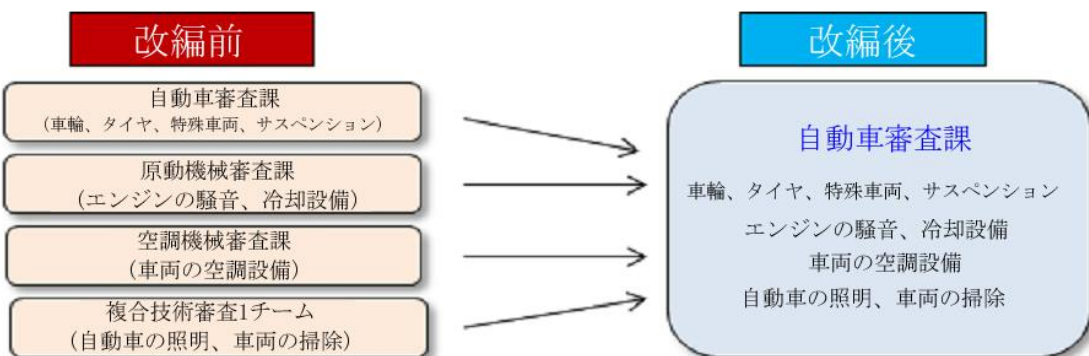 改編前
自動車審査課
(車輪、タイヤ、特殊車両、サスペンション)
原動機械審査課
(エンジンの騒音、冷却設備)
空調機械審査課
(車両の空調設備)
複合技術審査1チーム
(自動車の照明、車両の掃除)
改編後
自動車審査課
車輪、タイヤ、特殊車両、サスペンション
エンジンの騒音、冷却設備
車両の空調設備
自動車の照明、車両の掃除